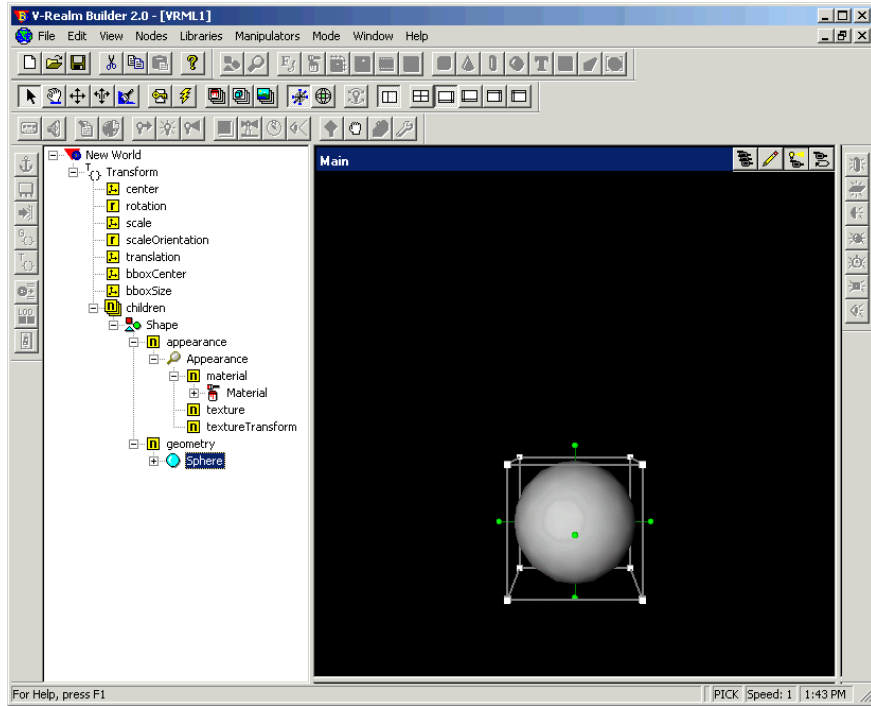 V-Realm Builder 2.0 - [VRML1]
File Edit View Nodes Libraries Manipulators Mode Window Help
New World
Main
Transform
center
rotation
scale
scaleOrientation
translation
bboxCenter
bboxSize
children
Shape
appearance
Appearance
material
Material
texture
textureTransform
geometry
Sphere
LOD
For Help, press F1
PICK Speed: 1 1:43 PM